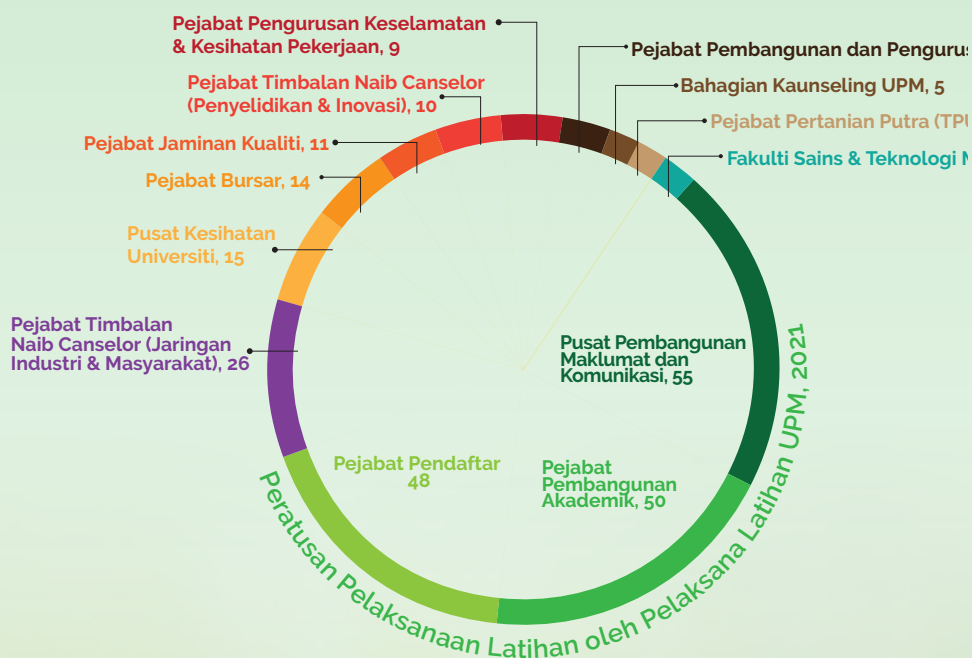 Pejabat Pengurusan Keselamatan
& Kesihatan Pekerjaan, 9
Pejabat Pembangunan dan
Pejabat Timbalan Naib Canselor
(Penyelidikan & Inovasi), 10
Bahagian Kaunseling UPM, 5
Pejabat Pertanian Putra
Pejabat Jaminan Kualiti, 11
Fakulti Sains & Teknologi
Pejabat Bursar, 14
Pusat Kesihatan
Universiti, 15
Pejabat Timbalan
Naib Canselor (Jaringan
Industri & Masyarakat), 26
Pusat Pembangunan
Maklumat dan
Komunikasi, 55
Pejabat Pendaftar
48
Pejabat
Pembangunan
Akademik, 50
Peratusan Pelaksanaan Latihan oleh Pelaksana Latihan UPM, 2021